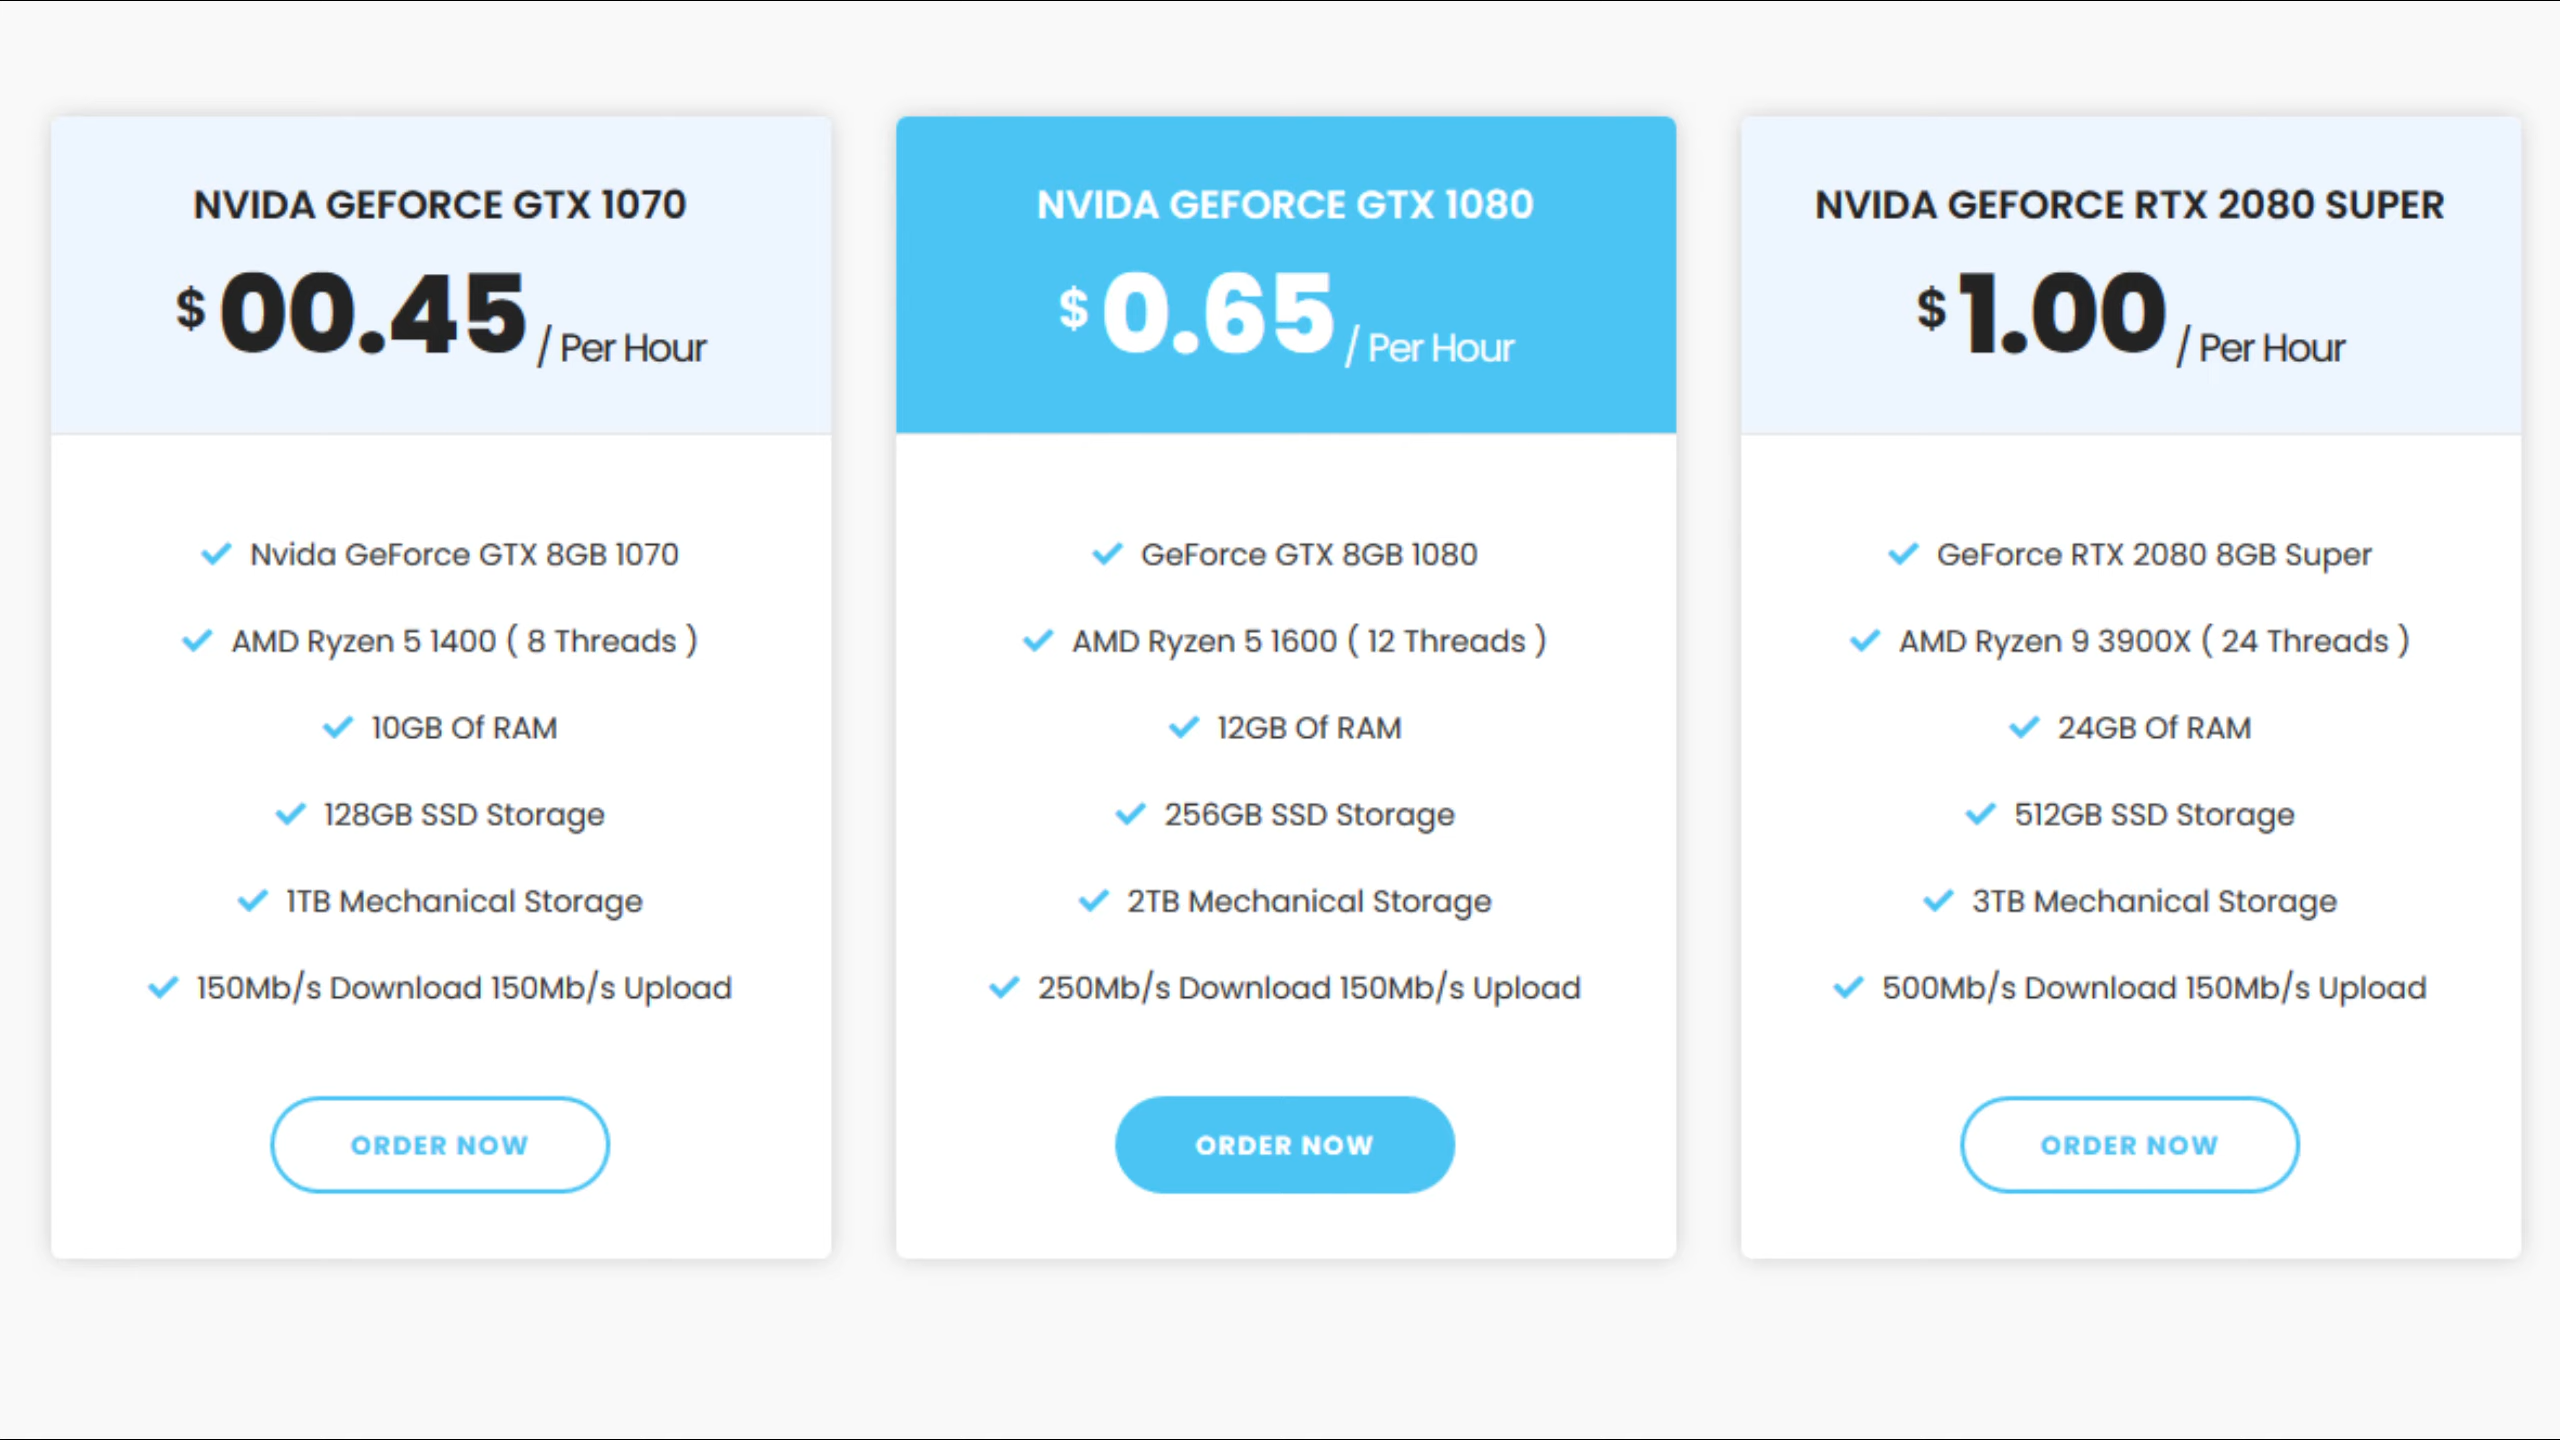 NVIDA GEFORCE GTX 1070
$ 00.45 / Per Hour
Nvida GeForce GTX 8GB 1070
AMD Ryzen 5 1400 ( 8 Threads )
10GB Of RAM
128GB SSD Storage
1TB Mechanical Storage
150Mb/s Download 150Mb/s Upload
ORDER NOW
NVIDA GEFORCE GTX 1080
$ 0.65 / Per Hour
GeForce GTX 8GB 1080
AMD Ryzen 5 1600 ( 12 Threads )
12GB Of RAM
256GB SSD Storage
2TB Mechanical Storage
250Mb/s Download 150Mb/s Upload
ORDER NOW
NVIDA GEFORCE RTX 2080 SUPER
$ 1.00 / Per Hour
GeForce RTX 2080 8GB Super
AMD Ryzen 9 3900X ( 24 Threads )
24GB Of RAM
512GB SSD Storage
3TB Mechanical Storage
500Mb/s Download 150Mb/s Upload
ORDER NOW